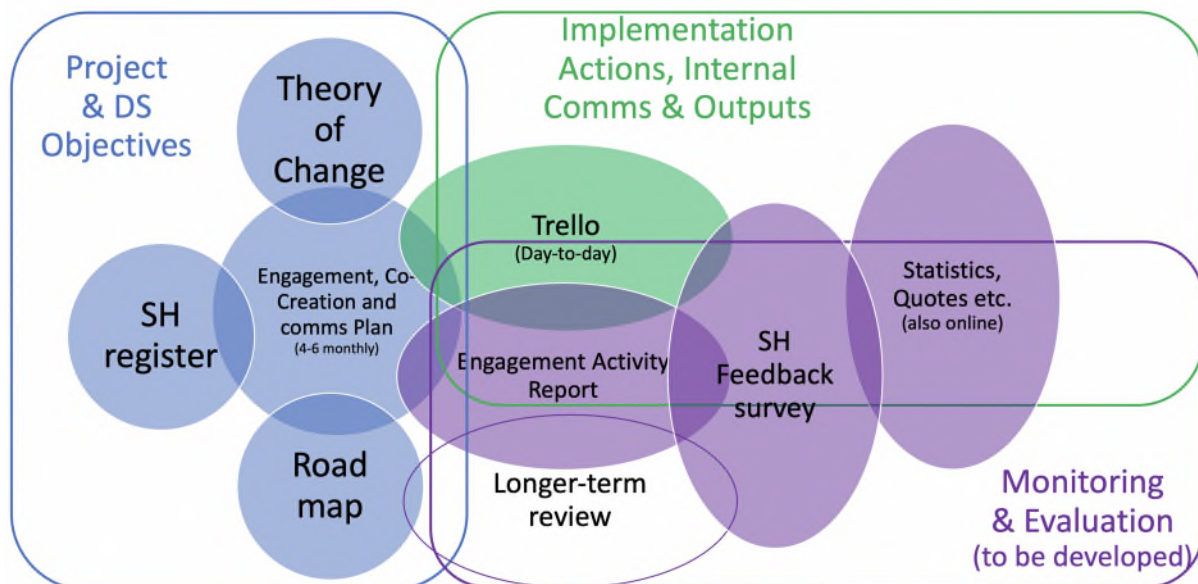 Project
& DS
Objectives
Implementation
Actions, Internal
Comms & Outputs
Theory
of
Change
SH
register
Engagement, Co-
Creation and
comms Plan
(4-6 monthly)
Road
map
Trello
(Day-to-day)
Engagement Activity
Report
Longer-term
review
SH
Feedback
survey
Statistics,
Quotes etc.
(also online)
Monitoring
& Evaluation
(to be developed)